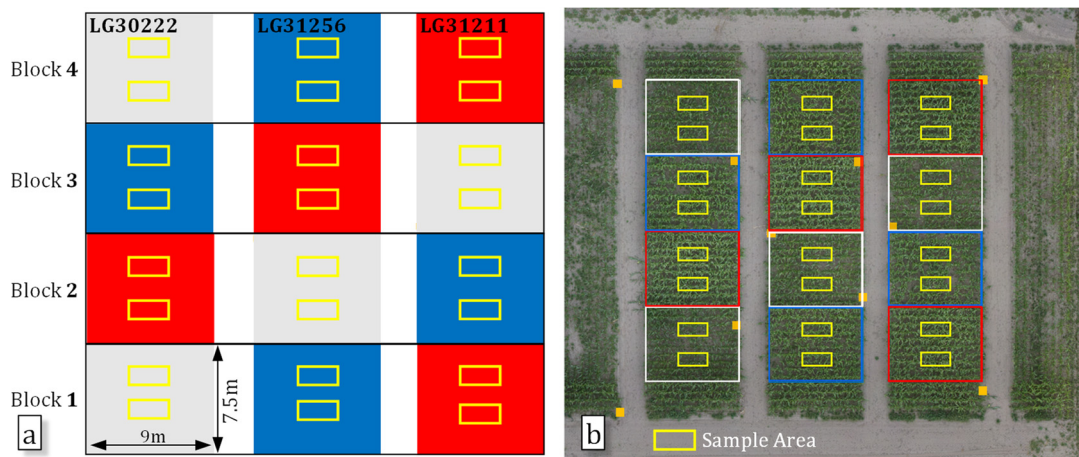 LG30222 LG31256 LG31211
Block 4
Block 3
Block 2
Block 1
7.5m
9m
a
b
Sample Area